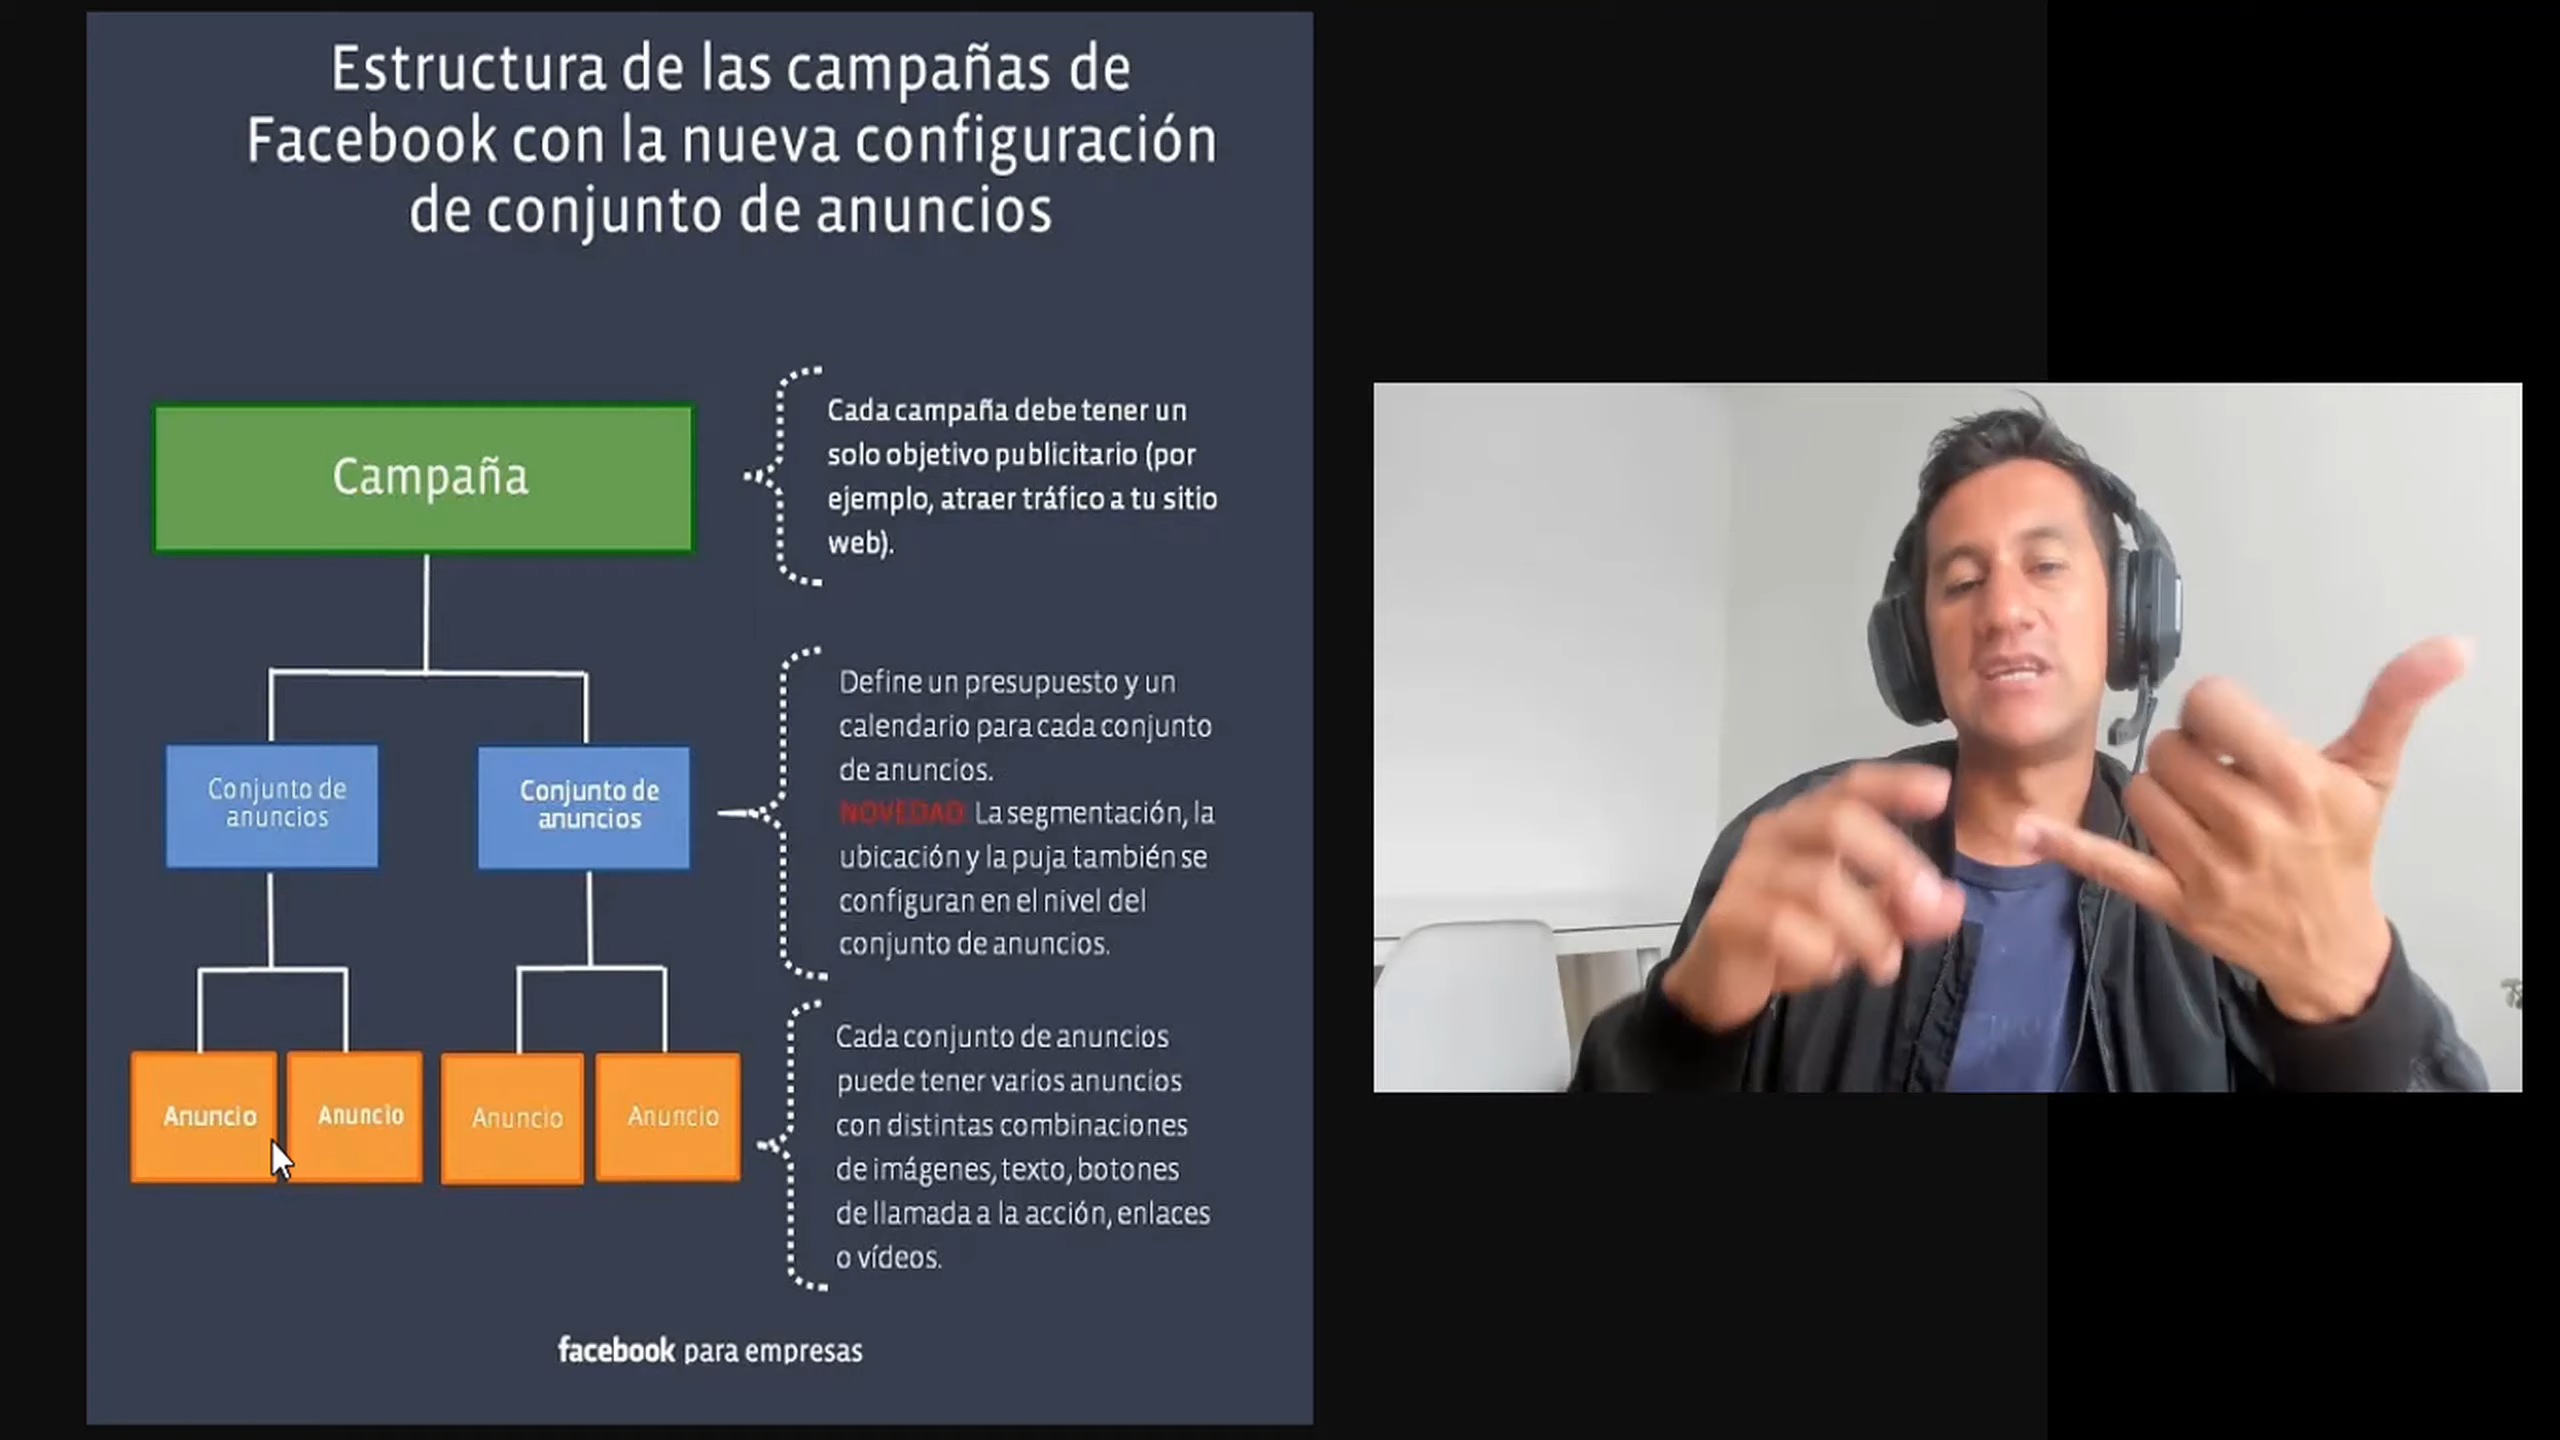 Estructura de las campañas de
Facebook con la nueva configuración
de conjunto de anuncios
Campaña
Cada campaña debe tener un
solo objetivo publicitario (por
ejemplo, atraer tráfico a tu sitio
web).
Conjunto de
anuncios
Conjunto de
anuncios
Define un presupuesto y un
calendario para cada conjunto
de anuncios.
NOVEDAD: La segmentación, la
ubicación y la puja también se
configuran en el nivel del
conjunto de anuncios.
Anuncio
Anuncio
Anuncio
Anuncio
Cada conjunto de anuncios
puede tener varios anuncios
con distintas combinaciones
de imágenes, texto, botones
de llamada a la acción, enlaces
o vídeos.
facebook para empresas